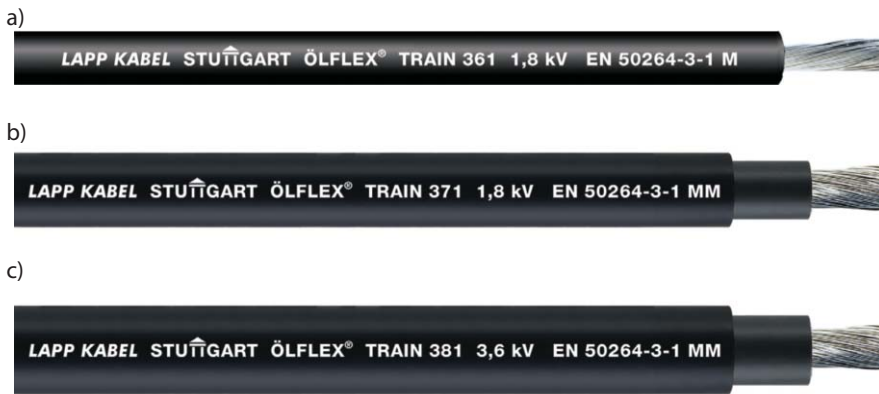 a)
LAPP KABEL STUTTGART ÖLFLEX® TRAIN 361 1,8 kV EN 50264-3-1 M
b)
LAPP KABEL STUTTGART ÖLFLEX® TRAIN 371 1,8 kV EN 50264-3-1 MM
c)
LAPP KABEL STUTTGART ÖLFLEX® TRAIN 381 3,6 kV EN 50264-3-1 MM